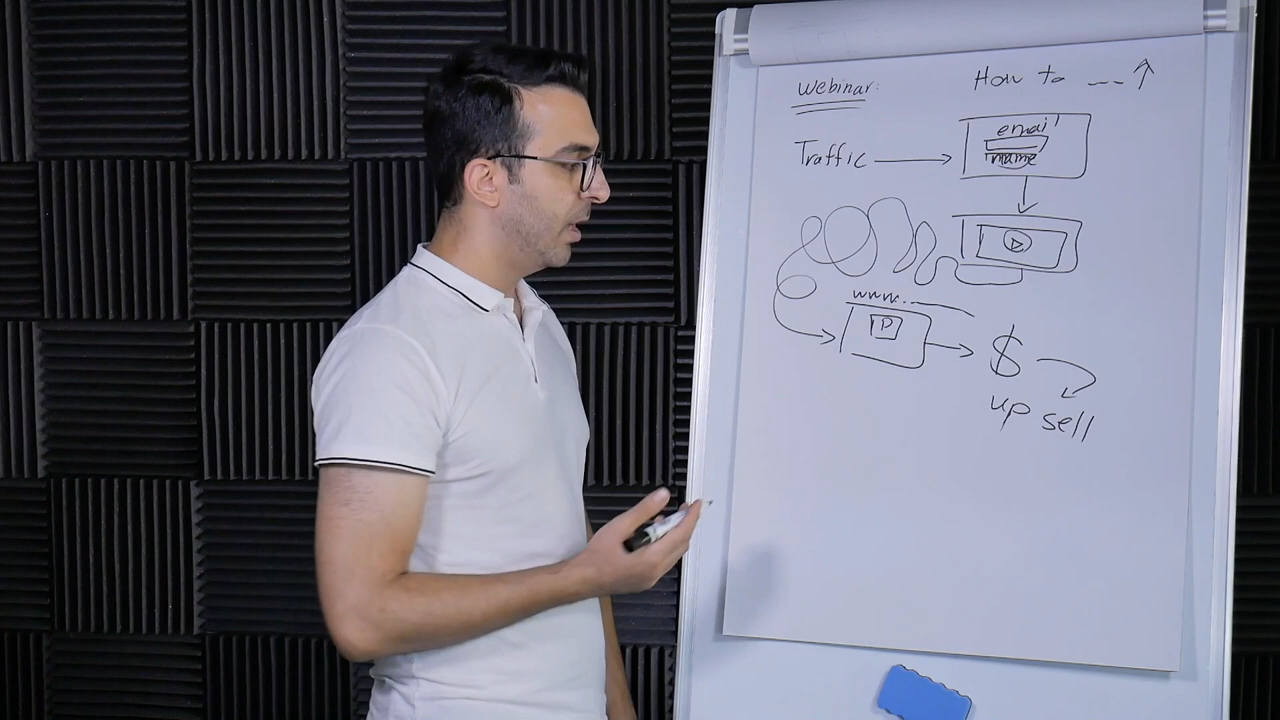 Webinar:
How to --- ↑
Traffic
email
name
www.
P
$
up sell